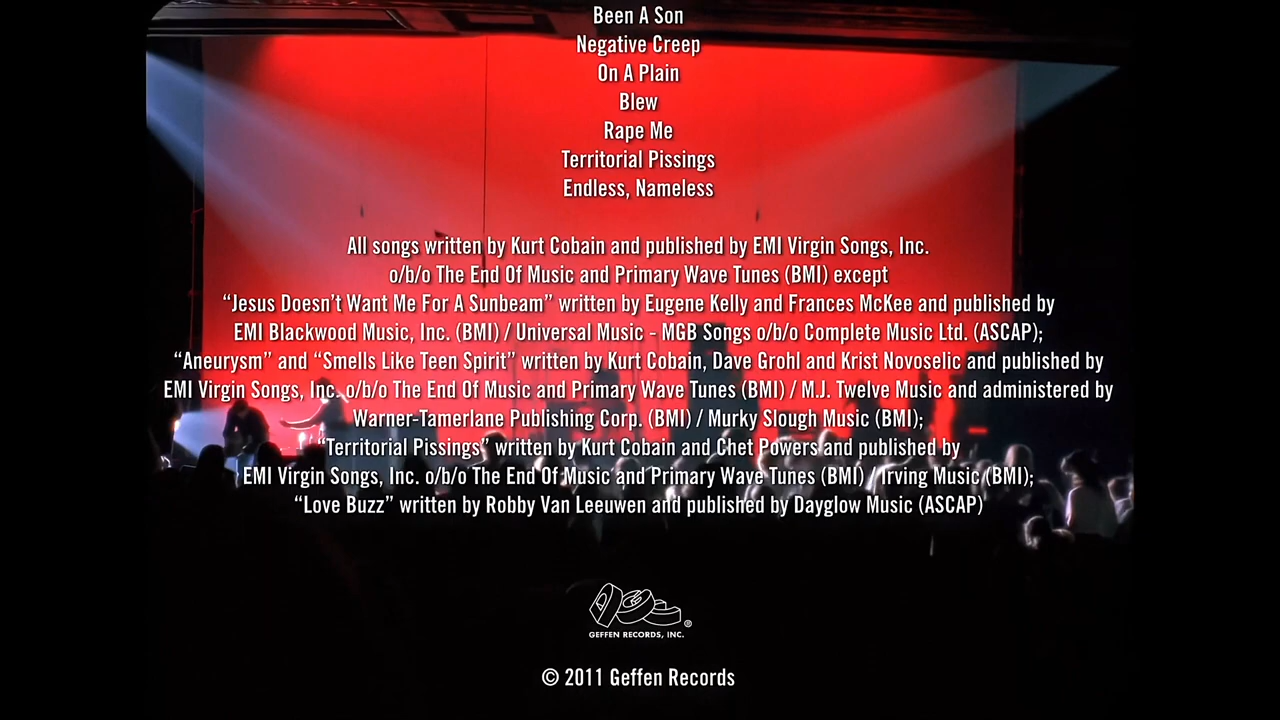 Been A Son
Negative Creep
On A Plain
Blew
Rape Me
Territorial Pissings
Endless, Nameless
All songs written by Kurt Cobain and published by EMI Virgin Songs, Inc.
o/b/o The End Of Music and Primary Wave Tunes (BMI) except
“Jesus Doesn’t Want Me For A Sunbeam” written by Eugene Kelly and Frances McKee and published by
EMI Blackwood Music, Inc. (BMI) / Universal Music - MGB Songs o/b/o Complete Music Ltd. (ASCAP);
“Aneurysm” and “Smells Like Teen Spirit” written by Kurt Cobain, Dave Grohl and Krist Novoselic and published by
EMI Virgin Songs, Inc. o/b/o The End Of Music and Primary Wave Tunes (BMI) / M.J. Twelve Music and administered by
Warner-Tamerlane Publishing Corp. (BMI) / Murky Slough Music (BMI);
“Territorial Pissings” written by Kurt Cobain and Chet Powers and published by
EMI Virgin Songs, Inc. o/b/o The End Of Music and Primary Wave Tunes (BMI) / Irving Music (BMI);
“Love Buzz” written by Robby Van Leeuwen and published by Dayglow Music (ASCAP)
GEFFEN RECORDS, INC. ®
© 2011 Geffen Records